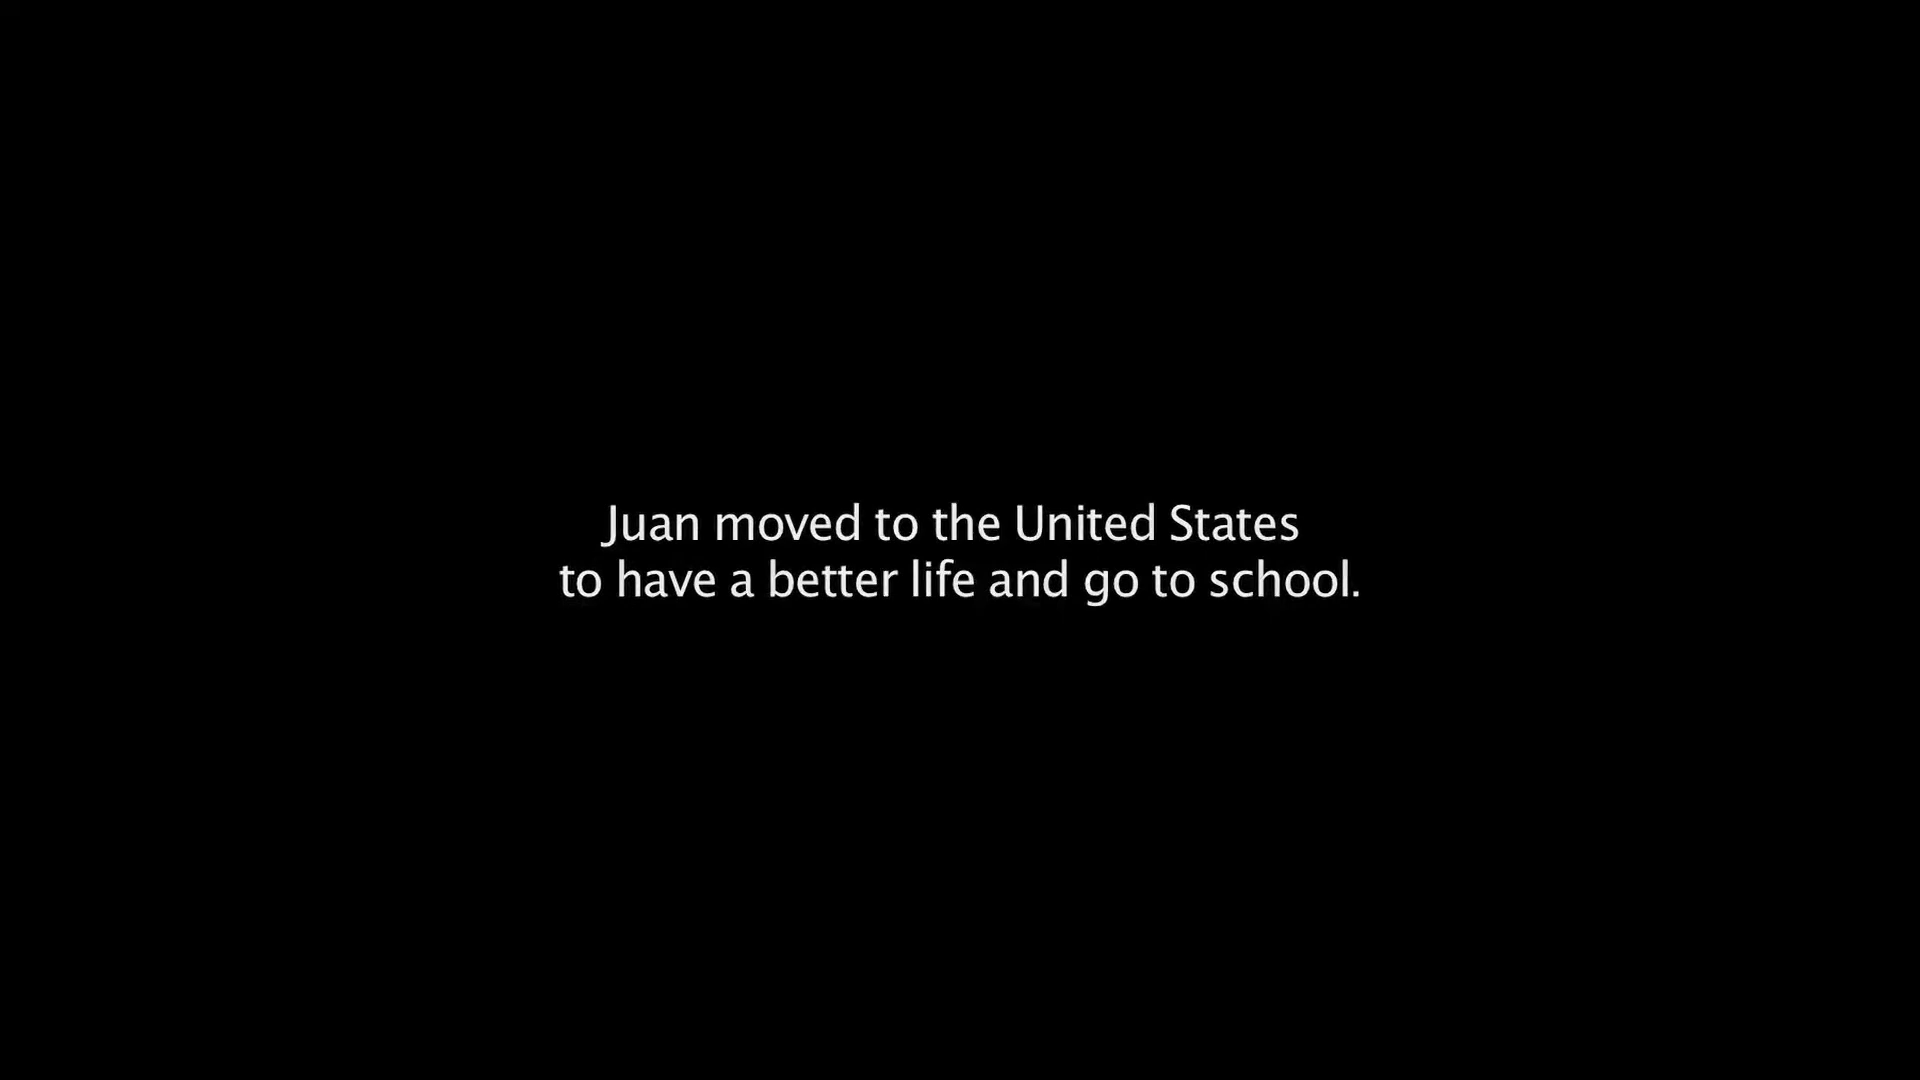 Juan moved to the United States
to have a better life and go to school.